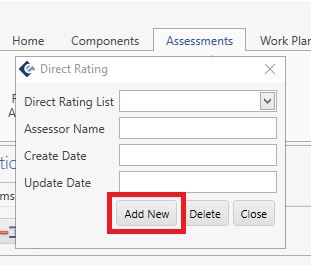 Home Components Assessments Work Plan
Direct Rating
Direct Rating List
Assessor Name
Create Date
Update Date
Add New Delete Close